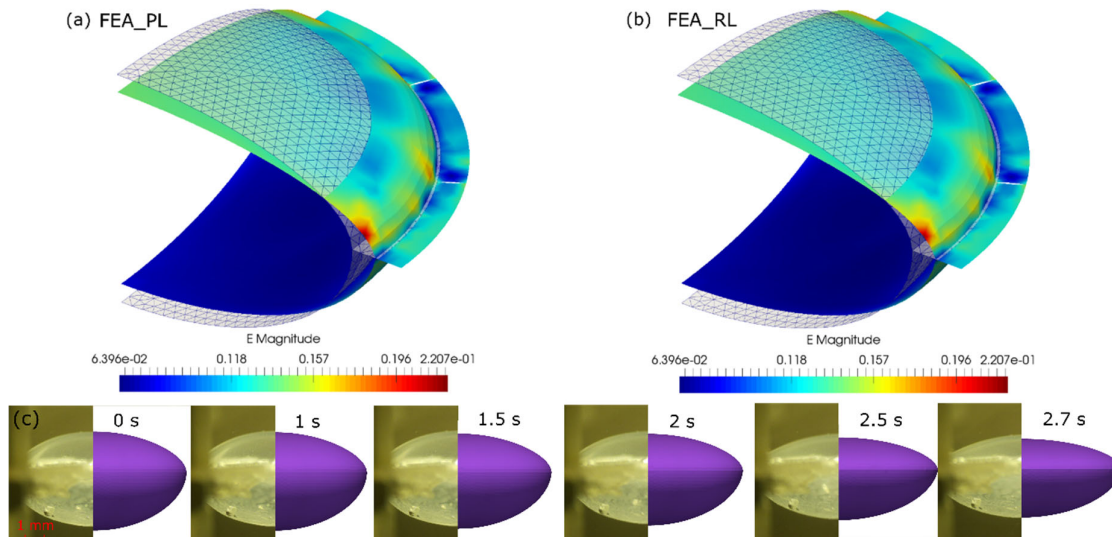 (a) FEA_PL
(b) FEA_RL
E Magnitude
6.396e-02 0.118 0.157 0.196 2.207e-01
E Magnitude
6.396e-02 0.118 0.157 0.196 2.207e-01
(c) 0 s 1 s 1.5 s 2 s 2.5 s 2.7 s
1 mm